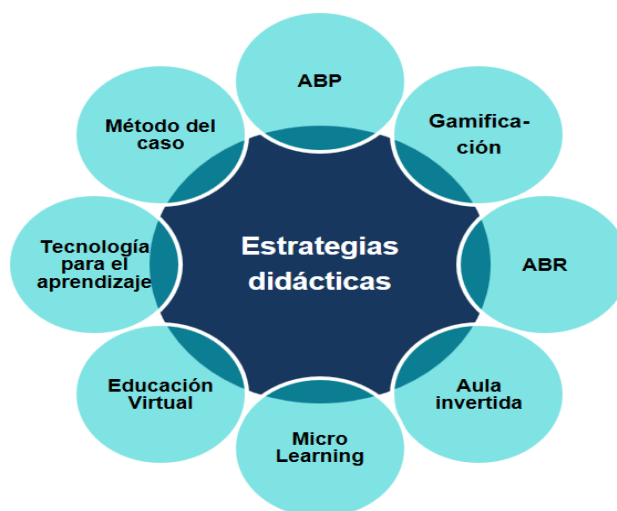 ABP
Gamifica-
ción
ABR
Aula
invertida
Micro
Learning
Educación
Virtual
Tecnología
para el
aprendizaje
Método del
caso
Estrategias
didácticas